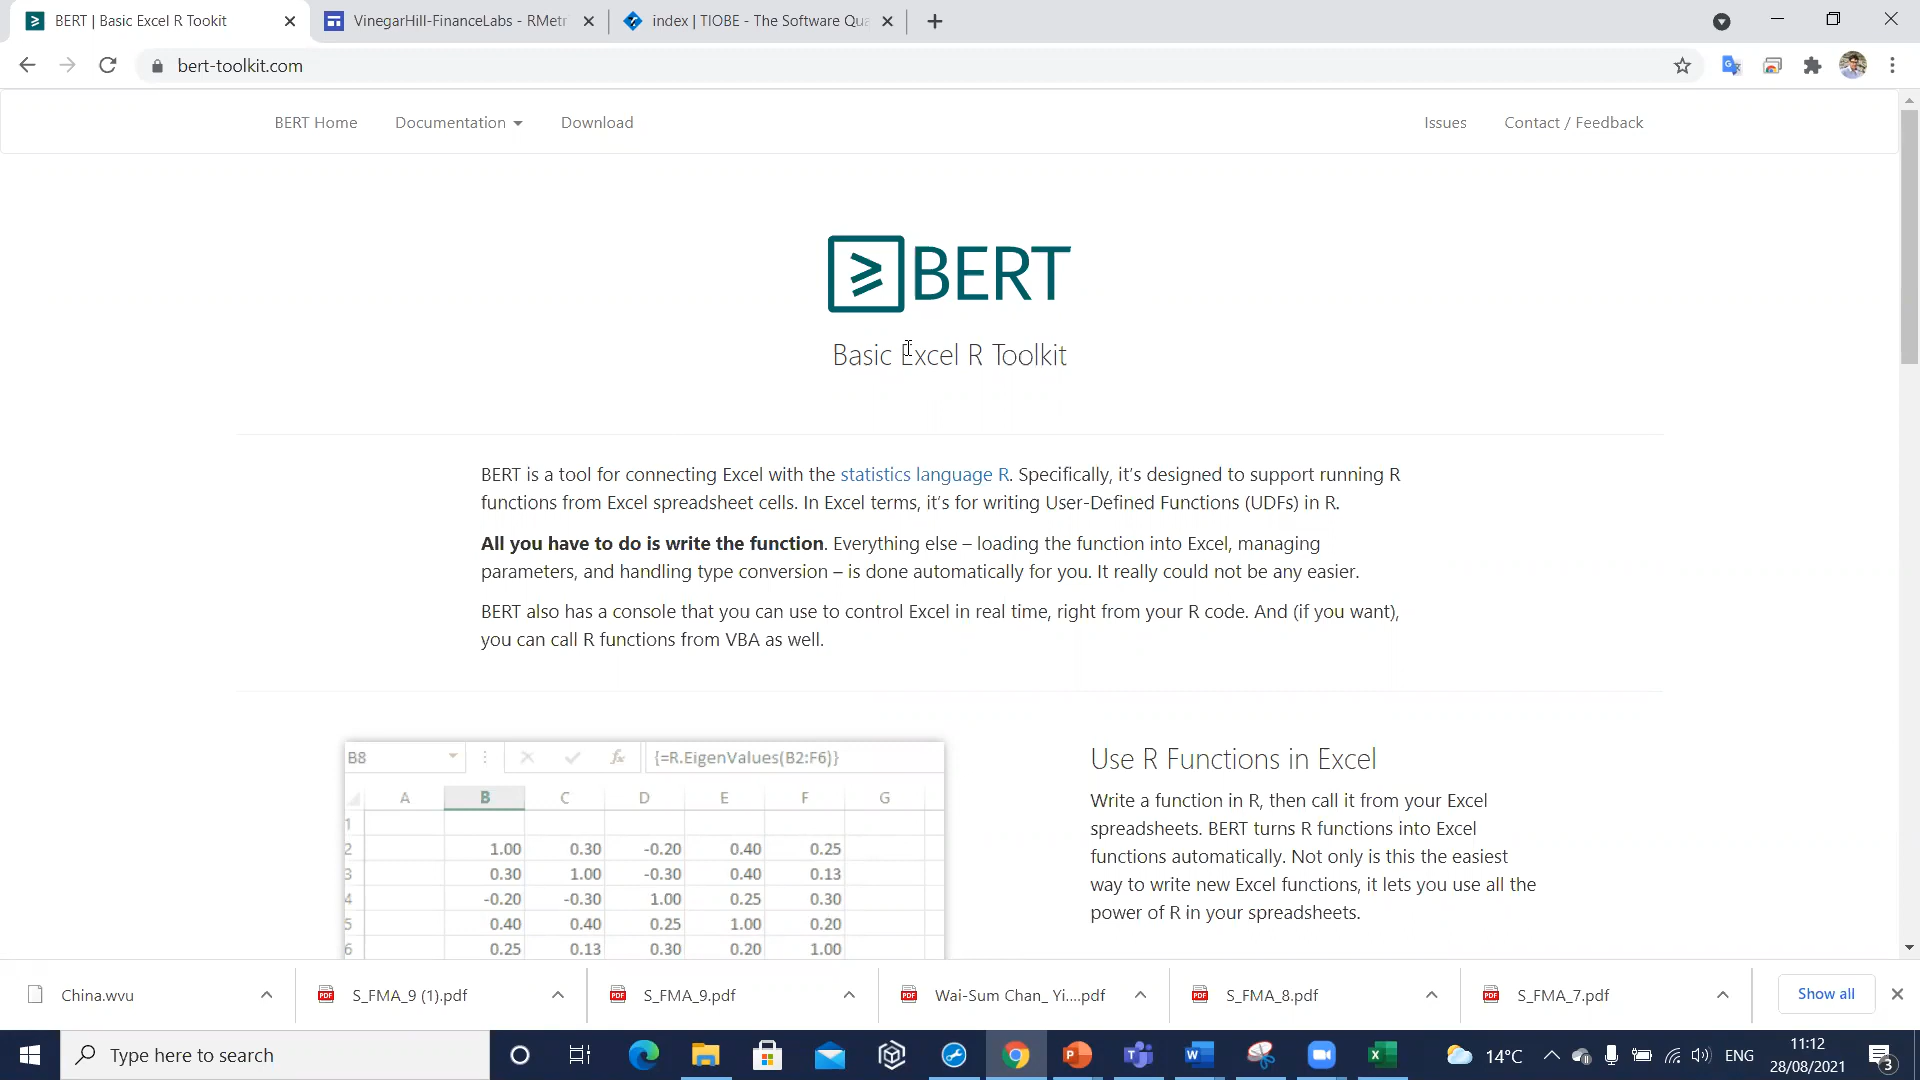 BERT | Basic Excel R Tookit
VinegarHill-FinanceLabs - RMetr
index | TIOBE - The Software Qua
bert-toolkit.com
BERT Home
Documentation
Download
Issues
Contact / Feedback
BERT
Basic Excel R Toolkit
BERT is a tool for connecting Excel with the statistics language R. Specifically, it's designed to support running R
functions from Excel spreadsheet cells. In Excel terms, it's for writing User-Defined Functions (UDFs) in R.
All you have to do is write the function. Everything else – loading the function into Excel, managing
parameters, and handling type conversion – is done automatically for you. It really could not be any easier.
BERT also has a console that you can use to control Excel in real time, right from your R code. And (if you want),
you can call R functions from VBA as well.
B8 fx {=R.EigenValues(B2:F6)}
A B C D E F G
1
2 1.00 0.30 -0.20 0.40 0.25
3 0.30 1.00 -0.30 0.40 0.13
4 -0.20 -0.30 1.00 0.25 0.30
5 0.40 0.40 0.25 1.00 0.20
6 0.25 0.13 0.30 0.20 1.00
Use R Functions in Excel
Write a function in R, then call it from your Excel
spreadsheets. BERT turns R functions into Excel
functions automatically. Not only is this the easiest
way to write new Excel functions, it lets you use all the
power of R in your spreadsheets.
China.wvu
S_FMA_9 (1).pdf
S_FMA_9.pdf
Wai-Sum Chan_ Yi....pdf
S_FMA_8.pdf
S_FMA_7.pdf
Show all
Type here to search
14°C
ENG
11:12
28/08/2021
3